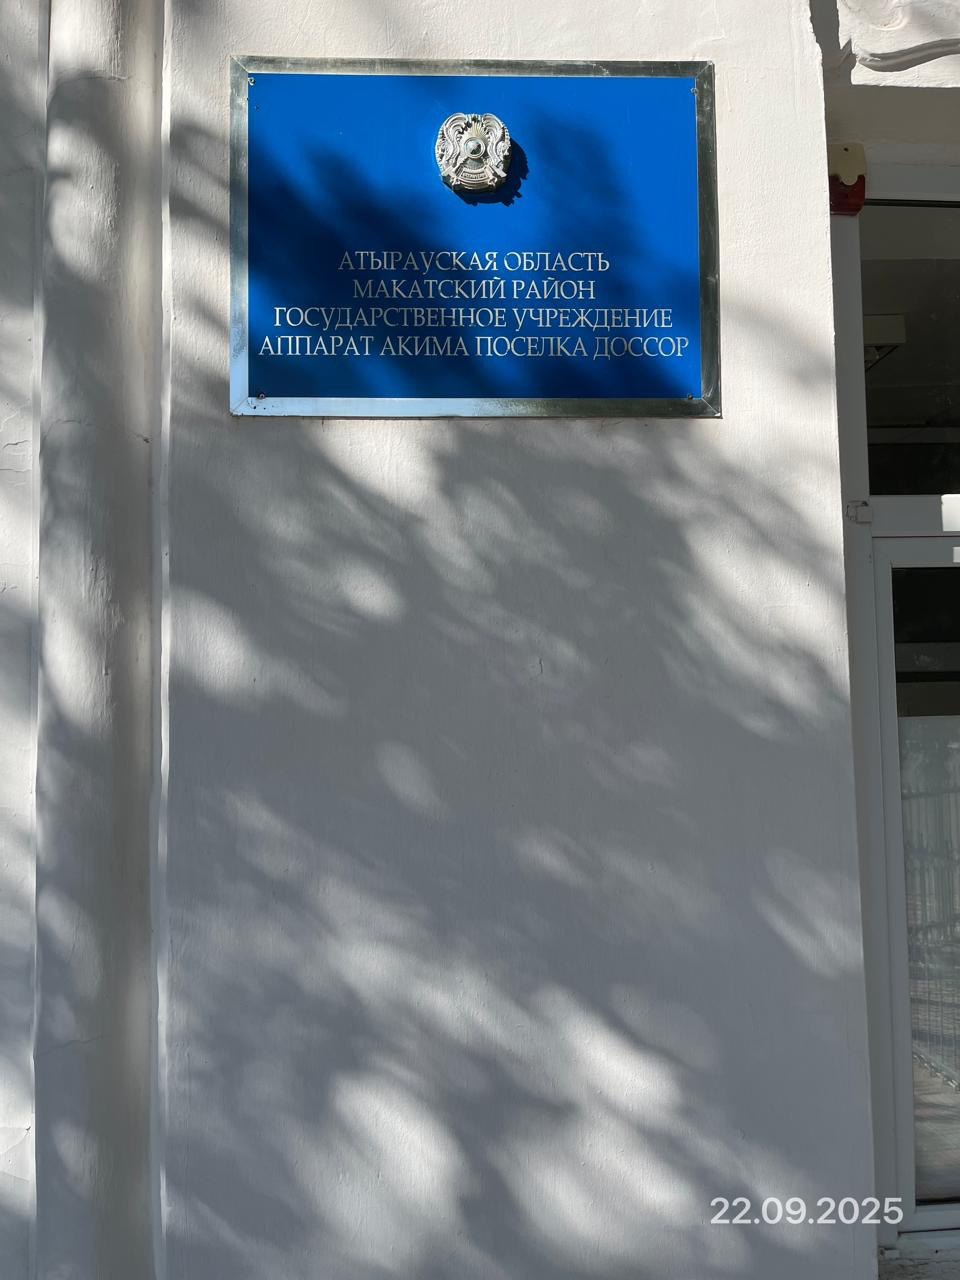 АТЫРАУСКАЯ ОБЛАСТЬ
МАКАТСКИЙ РАЙОН
ГОСУДАРСТВЕННОЕ УЧРЕЖДЕНИЕ
АППАРАТ АКИМА ПОСЕЛКА ДОССОР
22.09.2025